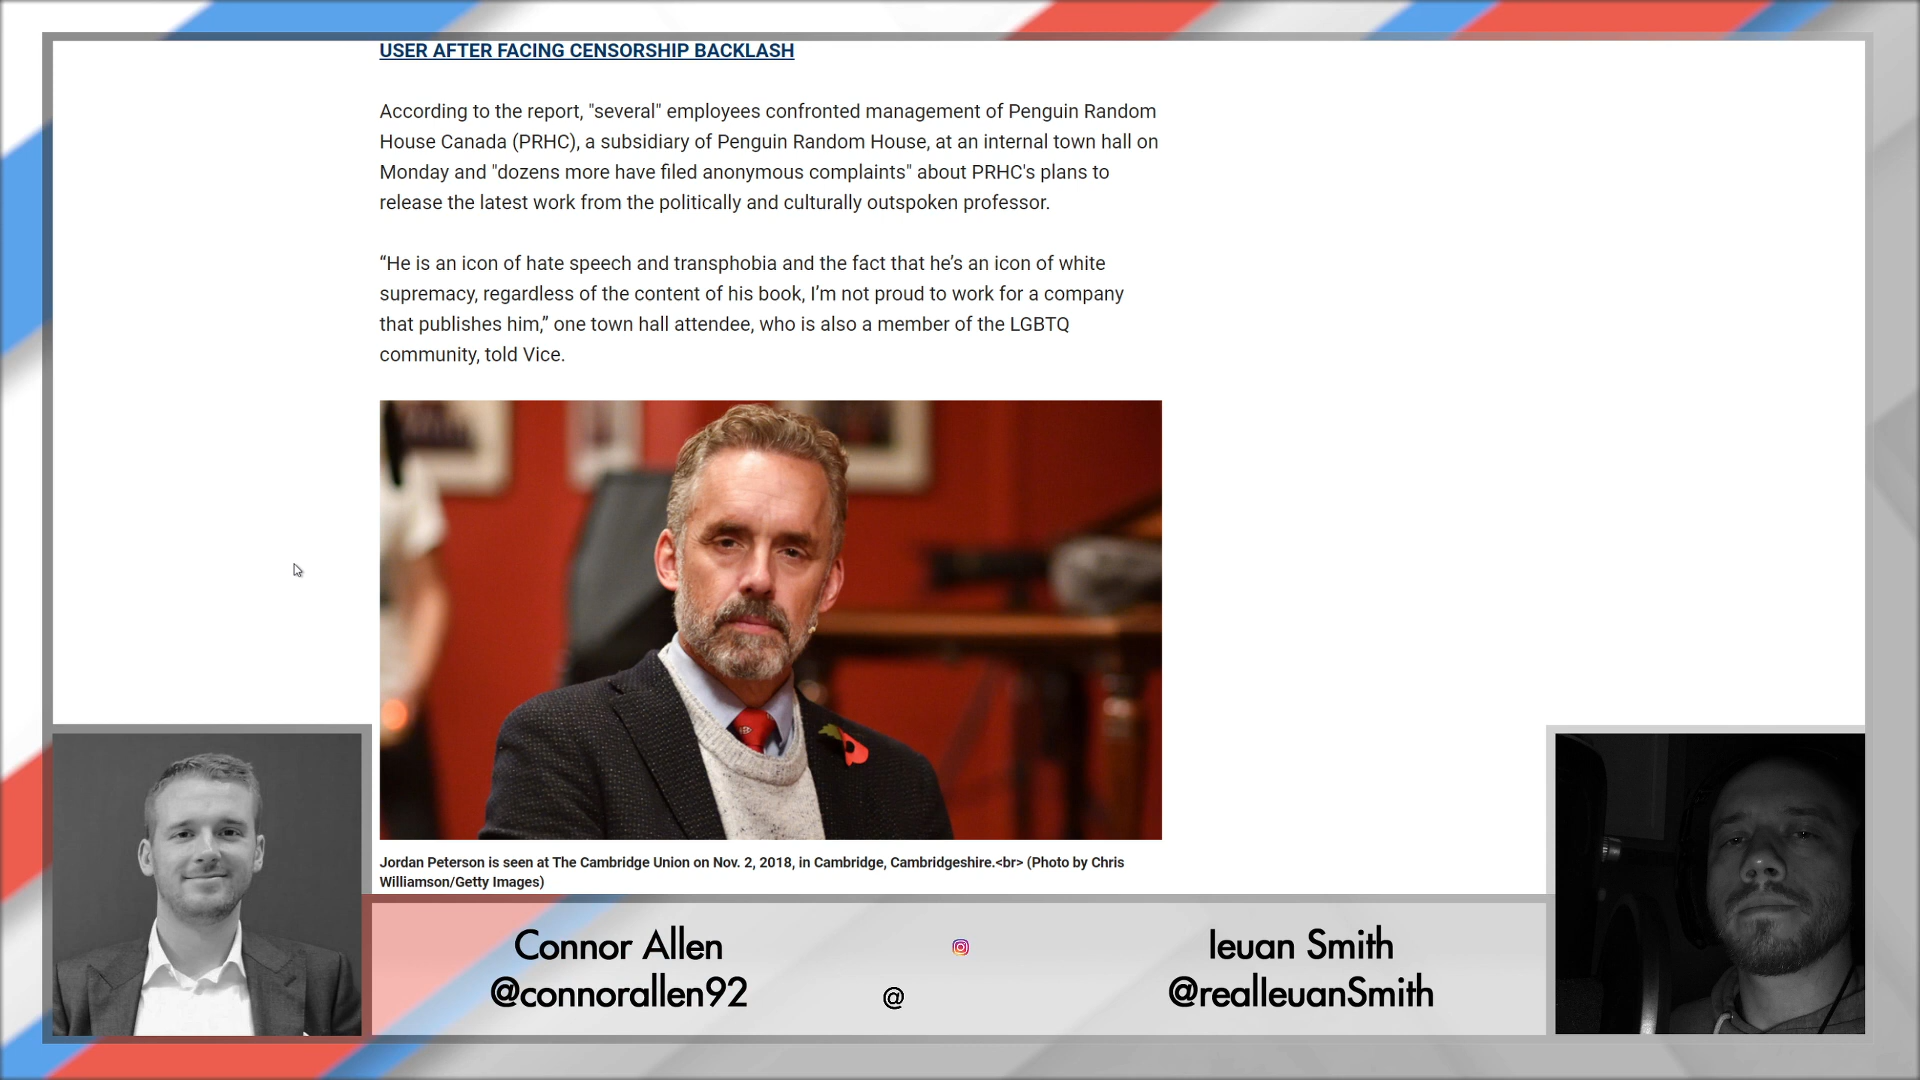 USER AFTER FACING CENSORSHIP BACKLASH
According to the report, "several" employees confronted management of Penguin Random
House Canada (PRHC), a subsidiary of Penguin Random House, at an internal town hall on
Monday and "dozens more have filed anonymous complaints" about PRHC's plans to
release the latest work from the politically and culturally outspoken professor.
“He is an icon of hate speech and transphobia and the fact that he’s an icon of white
supremacy, regardless of the content of his book, I’m not proud to work for a company
that publishes him,” one town hall attendee, who is also a member of the LGBTQ
community, told Vice.
Jordan Peterson is seen at The Cambridge Union on Nov. 2, 2018, in Cambridge, Cambridgeshire.<br> (Photo by Chris
Williamson/Getty Images)
Connor Allen
@connorallen92
@
Ieuan Smith
@realIeuanSmith